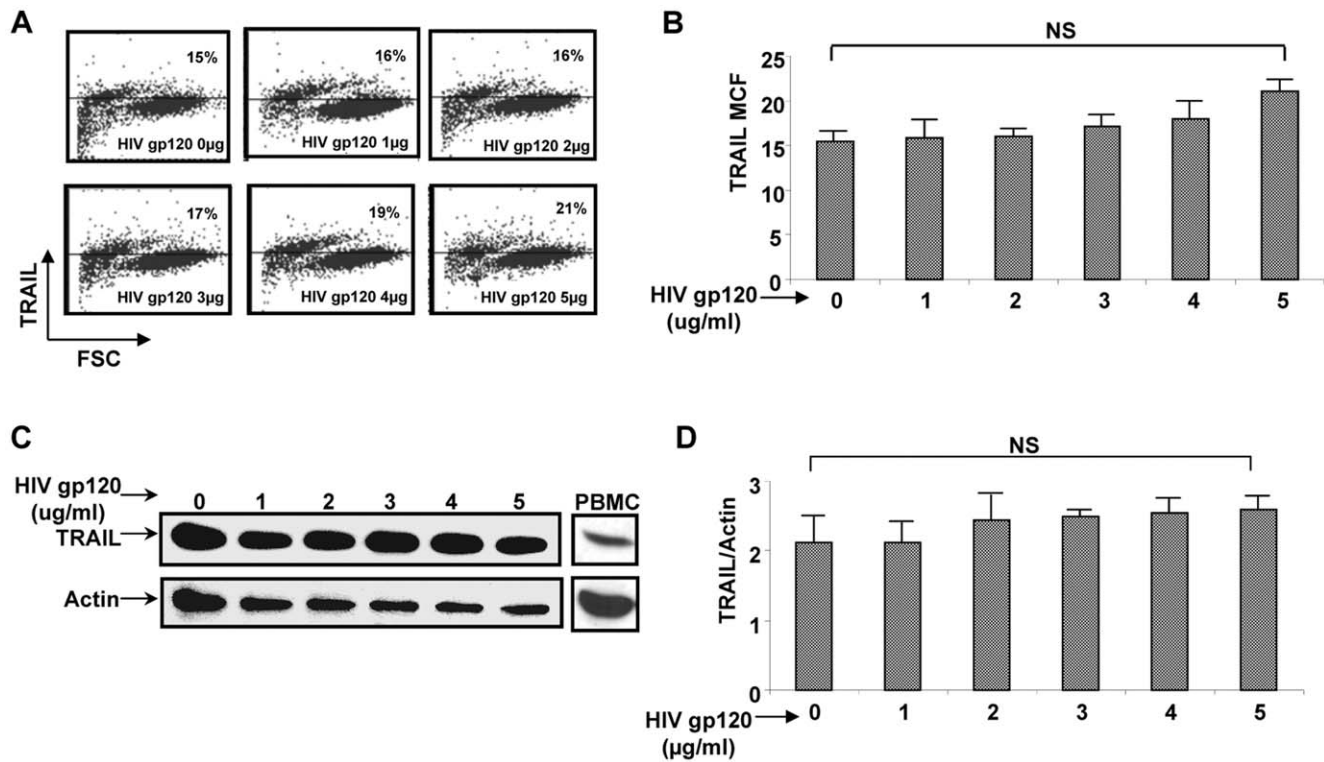 A
15%
HIV gp120 0µg
16%
HIV gp120 1µg
16%
HIV gp120 2µg
17%
HIV gp120 3µg
19%
HIV gp120 4µg
21%
HIV gp120 5µg
TRAIL
FSC
B
NS
TRAIL MCF
25
20
15
10
5
0
HIV gp120
(ug/ml)
0 1 2 3 4 5
C
HIV gp120
(ug/ml)
0 1 2 3 4 5 PBMC
TRAIL
Actin
D
NS
TRAIL/Actin
3
2
1
0
HIV gp120
(µg/ml)
0 1 2 3 4 5